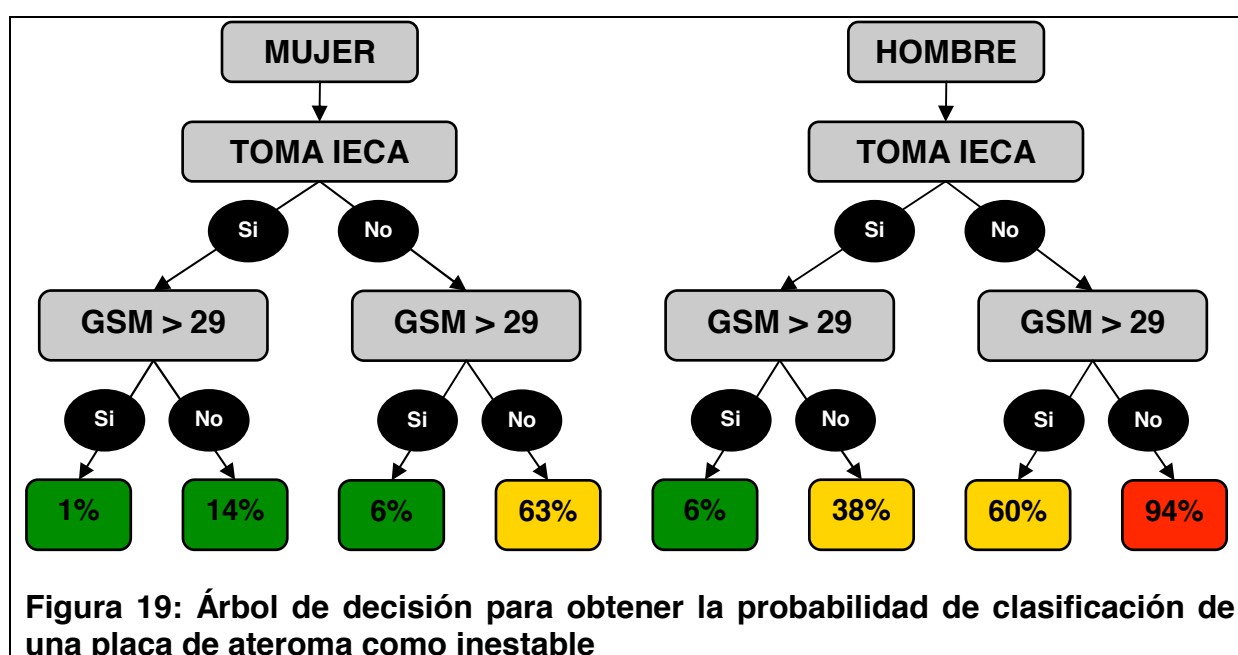 MUJER
HOMBRE
TOMA IECA
TOMA IECA
Si
No
Si
No
GSM > 29
GSM > 29
GSM > 29
GSM > 29
Si
No
Si
No
Si
No
Si
No
1%
14%
6%
63%
6%
38%
60%
94%
Figura 19: Árbol de decisión para obtener la probabilidad de clasificación de
una placa de ateroma como inestable